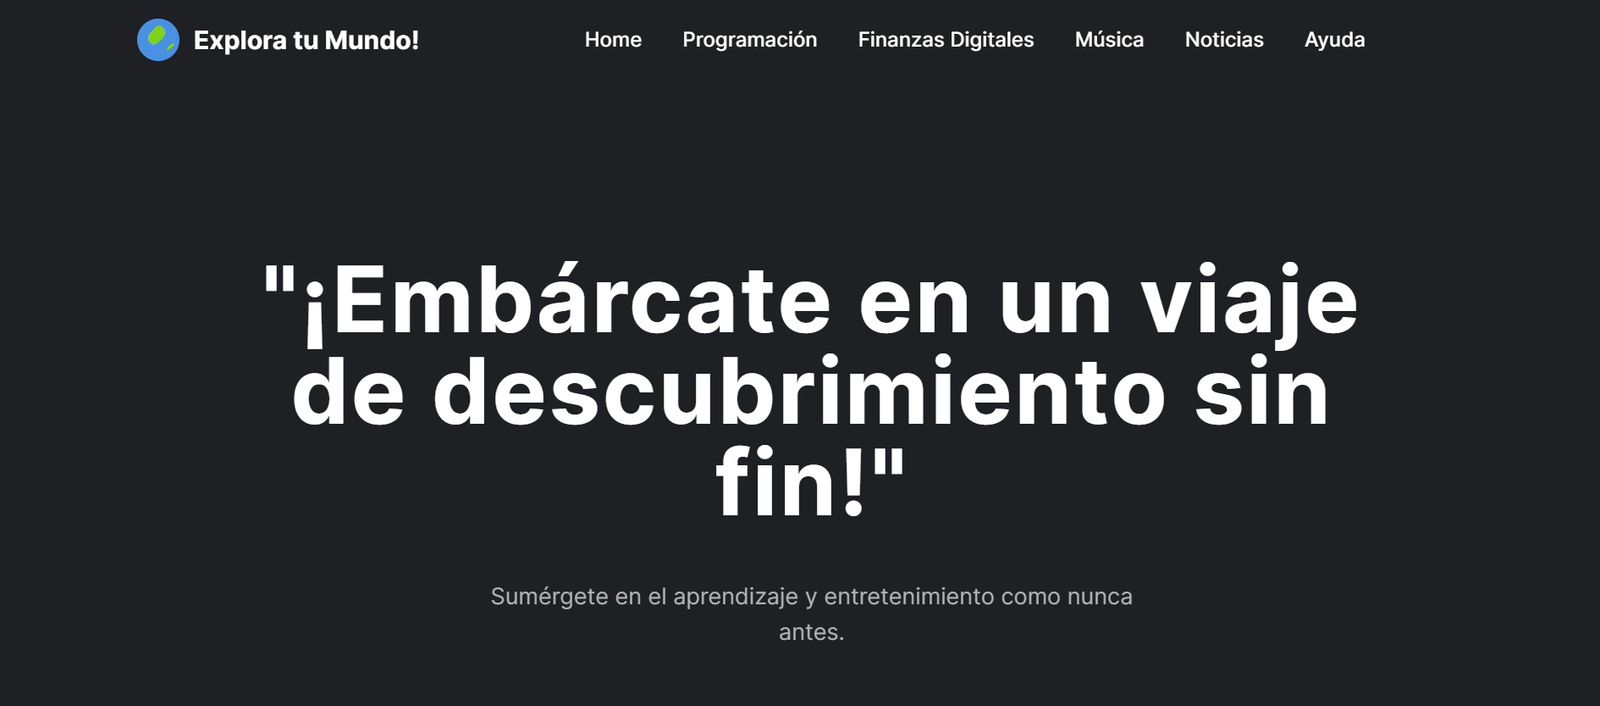 Explora tu Mundo!
Home Programación Finanzas Digitales Música Noticias Ayuda
"¡Embárcate en un viaje
de descubrimiento sin
fin!"
Sumérgete en el aprendizaje y entretenimiento como nunca
antes.